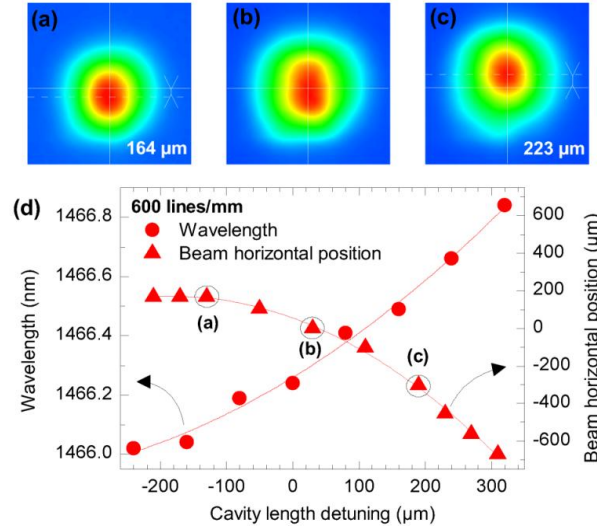 (a)
(b)
(c)
164 µm
223 µm
(d)
600 lines/mm
Wavelength
Beam horizontal position
1466.8
1466.6
1466.4
1466.2
1466.0
Wavelength (nm)
(a)
(b)
(c)
600
400
200
0
-200
-400
-600
Beam horizontal position (µm)
-200 -100 0 100 200 300
Cavity length detuning (µm)